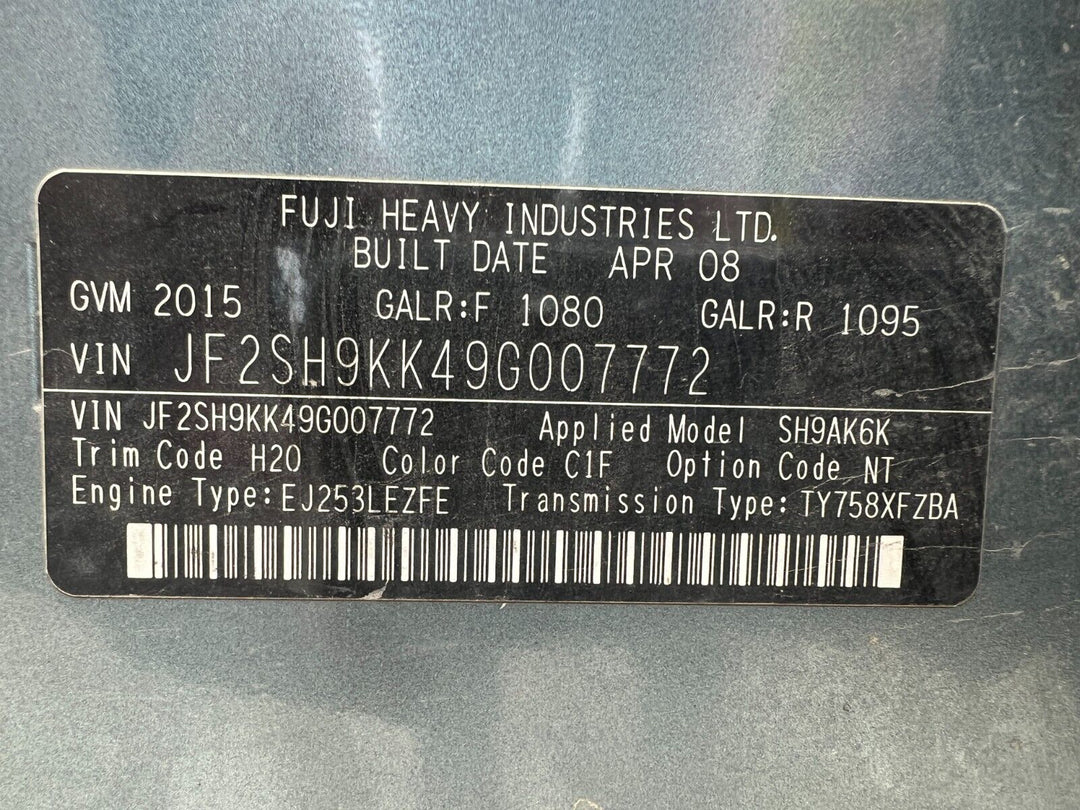 FUJI HEAVY INDUSTRIES LTD.
BUILT DATE APR 08
GVM 2015 GALR:F 1080 GALR:R 1095
VIN JF2SH9KK49G007772
VIN JF2SH9KK49G007772 Applied Model SH9AK6K
Trim Code H20 Color Code C1F Option Code NT
Engine Type:EJ253LEZFE Transmission Type:TY758XFZBA